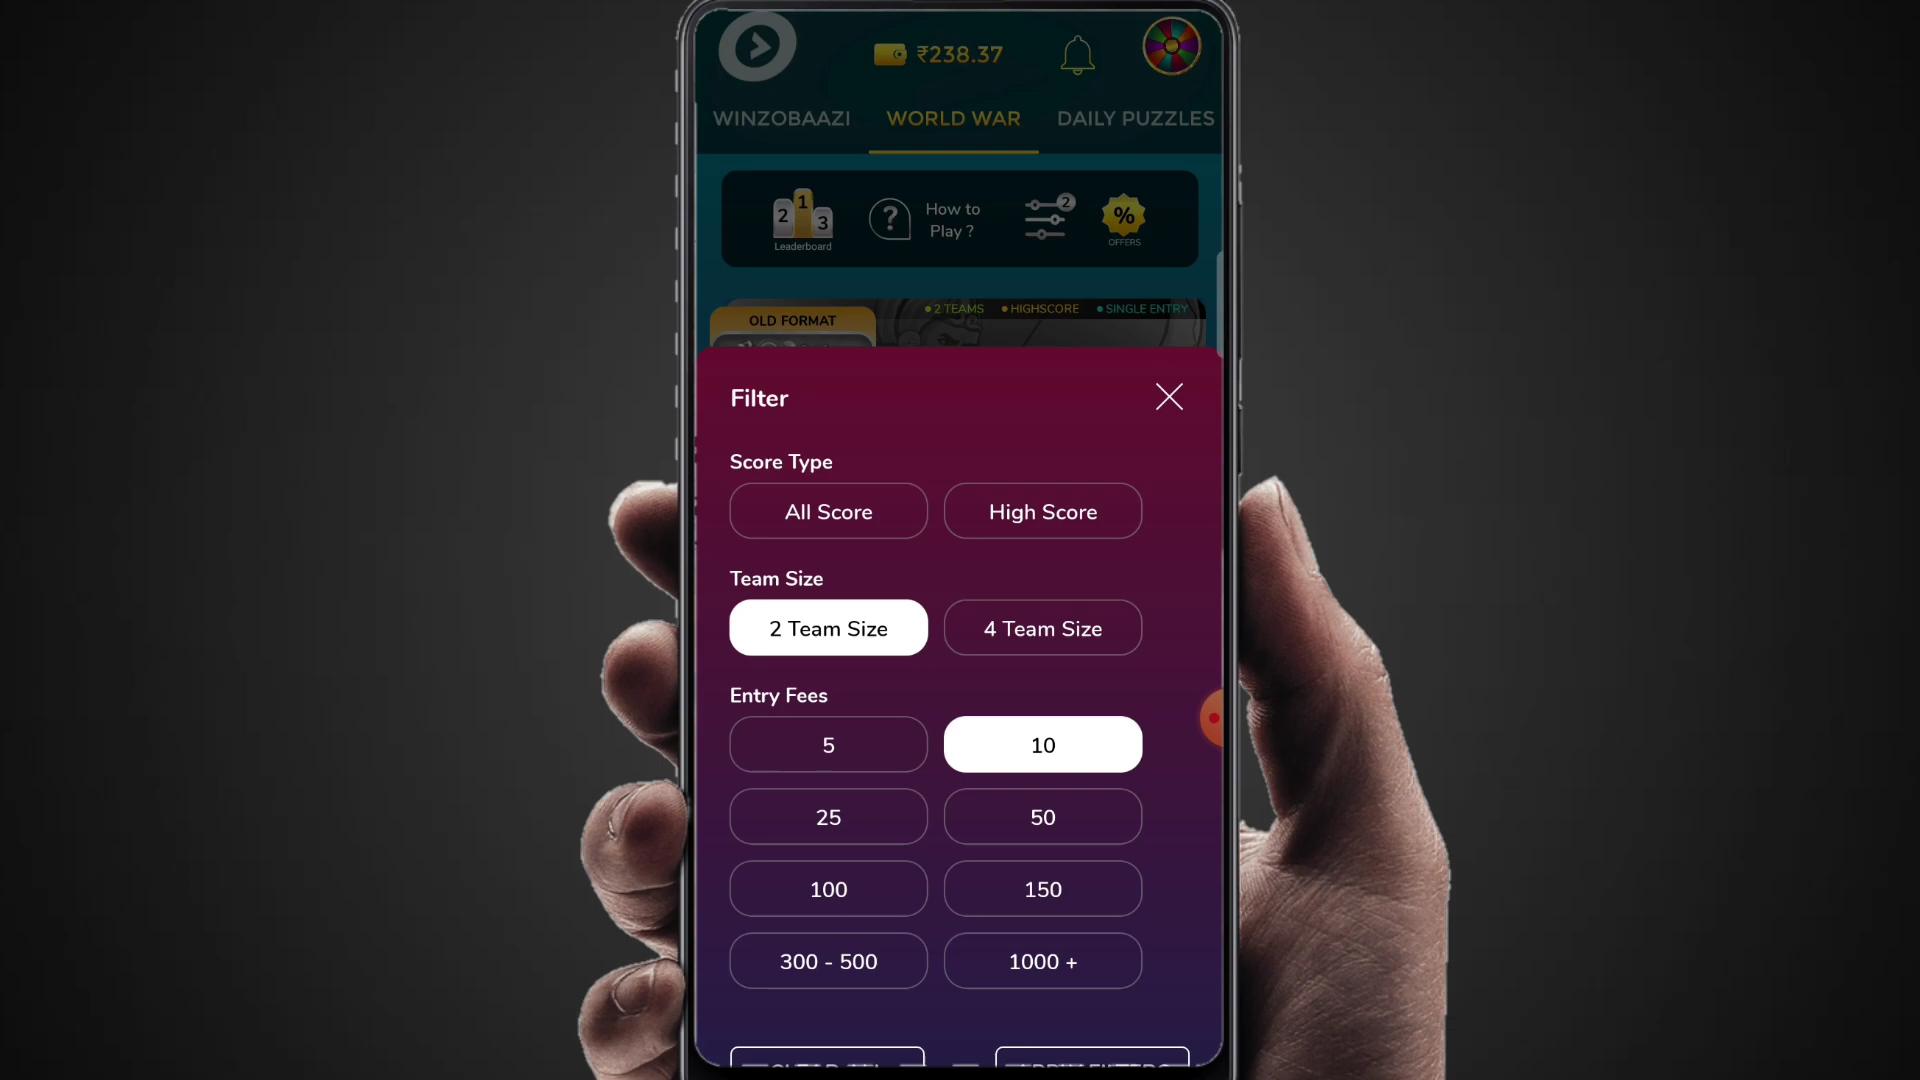 ₹238.37
WINZOBAAZI WORLD WAR DAILY PUZZLES
2 1 3
Leaderboard
?
How to
Play ?
2
%
OFFERS
2 TEAMS HIGHSCORE SINGLE ENTRY
OLD FORMAT
Filter
Score Type
All Score High Score
Team Size
2 Team Size 4 Team Size
Entry Fees
5 10
25 50
100 150
300 - 500 1000 +